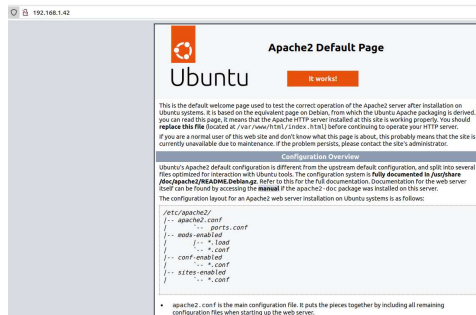 192.168.1.42
Apache2 Default Page
Ubuntu
It works!
This is the default welcome page used to test the correct operation of the Apache2 server after installation on
Ubuntu systems. It is based on the equivalent page on Debian, from which the Ubuntu Apache packaging is derived.
you can read this page, it means that the Apache HTTP server installed at this site is working properly. You should
replace this file (located at /var/www/html/index.html) before continuing to operate your HTTP server.
If you are a normal user of this web site and don't know what this page is about, this probably means that the site is
currently unavailable due to maintenance. If the problem persists, please contact the site's administrator.
Configuration Overview
Ubuntu's Apache2 default configuration is different from the upstream default configuration, and split into several
files optimized for interaction with Ubuntu tools. The configuration system is fully documented in /usr/share
/doc/apache2/README.Debian.gz. Refer to this for the full documentation. Documentation for the web server
itself can be found by accessing the manual if the apache2-doc package was installed on this server.
The configuration layout for an Apache2 web server installation on Ubuntu systems is as follows:
/etc/apache2/
|-- apache2.conf
|       `-- ports.conf
|-- mods-enabled
|       |-- *.load
|       `-- *.conf
|-- conf-enabled
|       `-- *.conf
|-- sites-enabled
|       `-- *.conf
• apache2.conf is the main configuration file. It puts the pieces together by including all remaining
configuration files when starting up the web server.